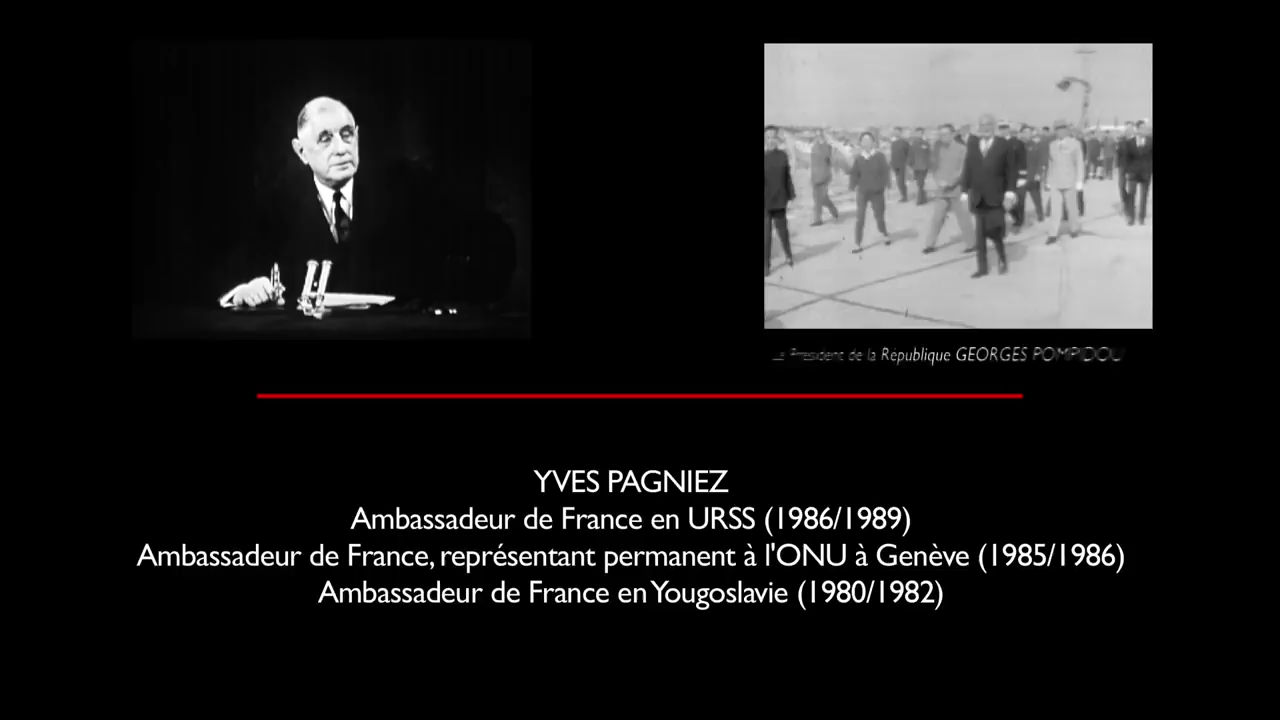 Le Président de la République GEORGES POMPIDOU
YVES PAGNIEZ
Ambassadeur de France en URSS (1986/1989)
Ambassadeur de France, représentant permanent à l'ONU à Genève (1985/1986)
Ambassadeur de France en Yougoslavie (1980/1982)